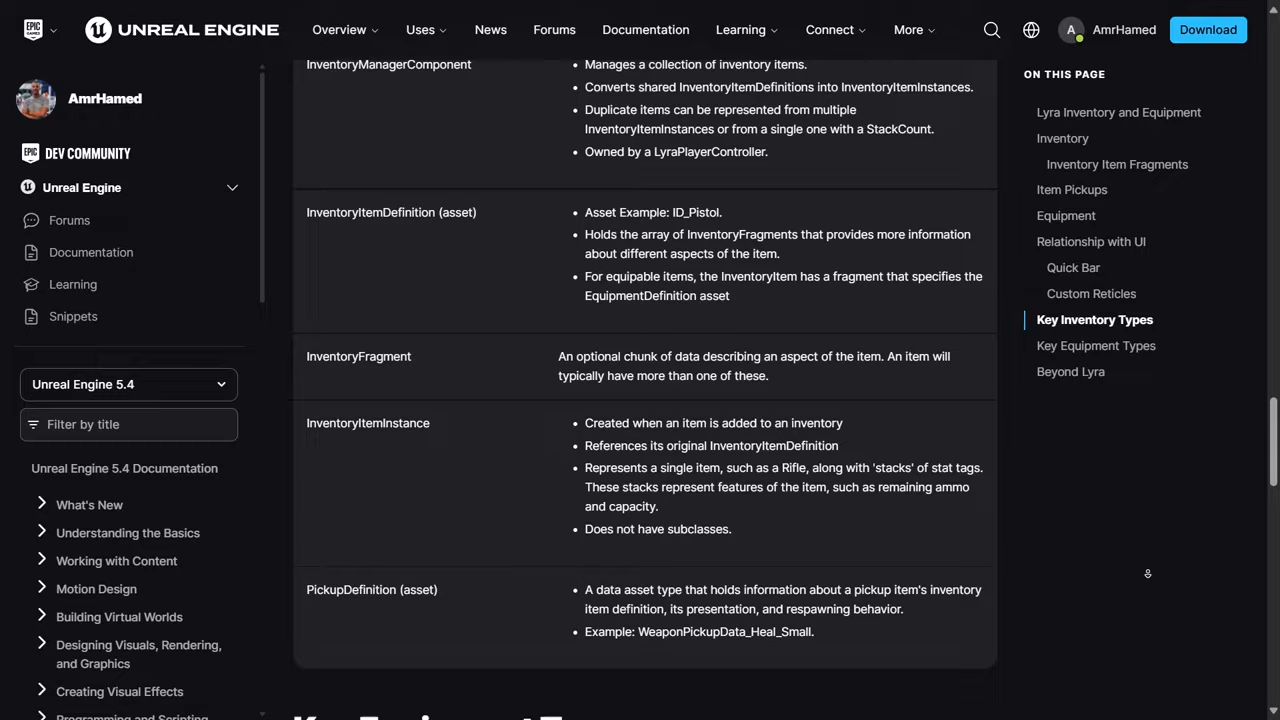 EPIC GAMES
UNREAL ENGINE
Overview
Uses
News
Forums
Documentation
Learning
Connect
More
A
AmrHamed
Download
AmrHamed
EPIC DEV COMMUNITY
Unreal Engine
Forums
Documentation
Learning
Snippets
Unreal Engine 5.4
Filter by title
Unreal Engine 5.4 Documentation
What's New
Understanding the Basics
Working with Content
Motion Design
Building Virtual Worlds
Designing Visuals, Rendering,
and Graphics
Creating Visual Effects
Programming and Scripting
InventoryManagerComponent
• Manages a collection of inventory items.
• Converts shared InventoryItemDefinitions into InventoryItemInstances.
• Duplicate items can be represented from multiple
InventoryItemInstances or from a single one with a StackCount.
• Owned by a LyraPlayerController.
InventoryItemDefinition (asset)
• Asset Example: ID_Pistol.
• Holds the array of InventoryFragments that provides more information
about different aspects of the item.
• For equipable items, the InventoryItem has a fragment that specifies the
EquipmentDefinition asset
InventoryFragment
An optional chunk of data describing an aspect of the item. An item will
typically have more than one of these.
InventoryItemInstance
• Created when an item is added to an inventory
• References its original InventoryItemDefinition
• Represents a single item, such as a Rifle, along with 'stacks' of stat tags.
These stacks represent features of the item, such as remaining ammo
and capacity.
• Does not have subclasses.
PickupDefinition (asset)
• A data asset type that holds information about a pickup item's inventory
item definition, its presentation, and respawning behavior.
• Example: WeaponPickupData_Heal_Small.
ON THIS PAGE
Lyra Inventory and Equipment
Inventory
Inventory Item Fragments
Item Pickups
Equipment
Relationship with UI
Quick Bar
Custom Reticles
Key Inventory Types
Key Equipment Types
Beyond Lyra